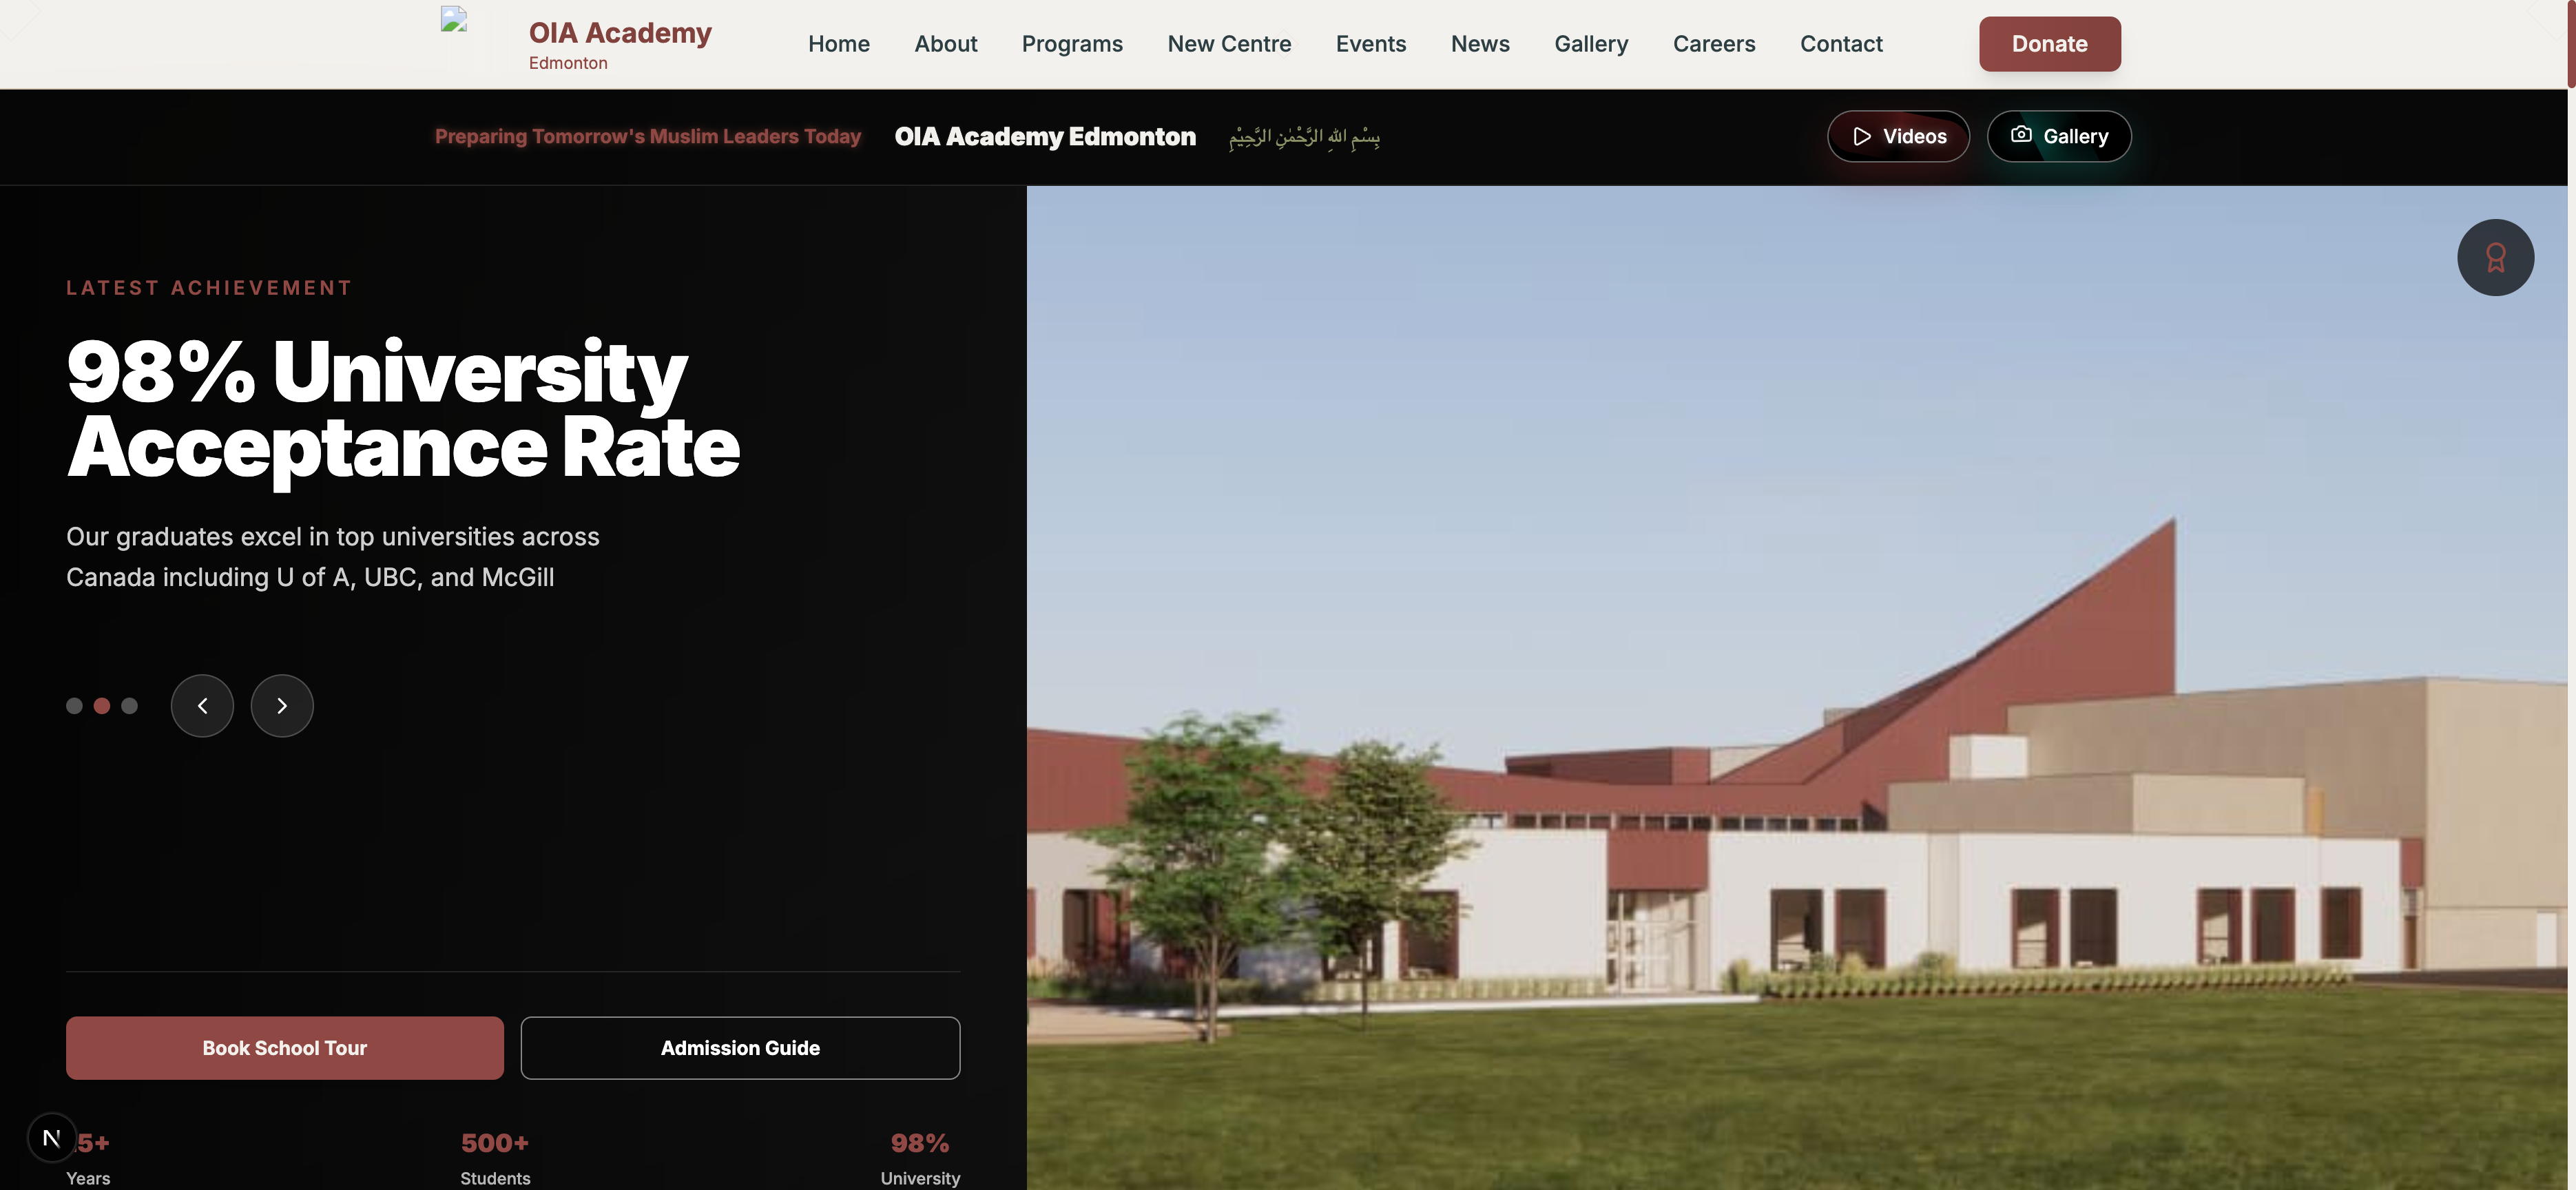 OIA Academy
Edmonton
Home About Programs New Centre Events News Gallery Careers Contact
Donate
Preparing Tomorrow's Muslim Leaders Today
OIA Academy Edmonton
بِسْمِ اللهِ الرَّحْمٰنِ الرَّحِيْمِ
Videos
Gallery
LATEST ACHIEVEMENT
98% University
Acceptance Rate
Our graduates excel in top universities across
Canada including U of A, UBC, and McGill
Book School Tour
Admission Guide
N
5+
500+
98%
Years
Students
University